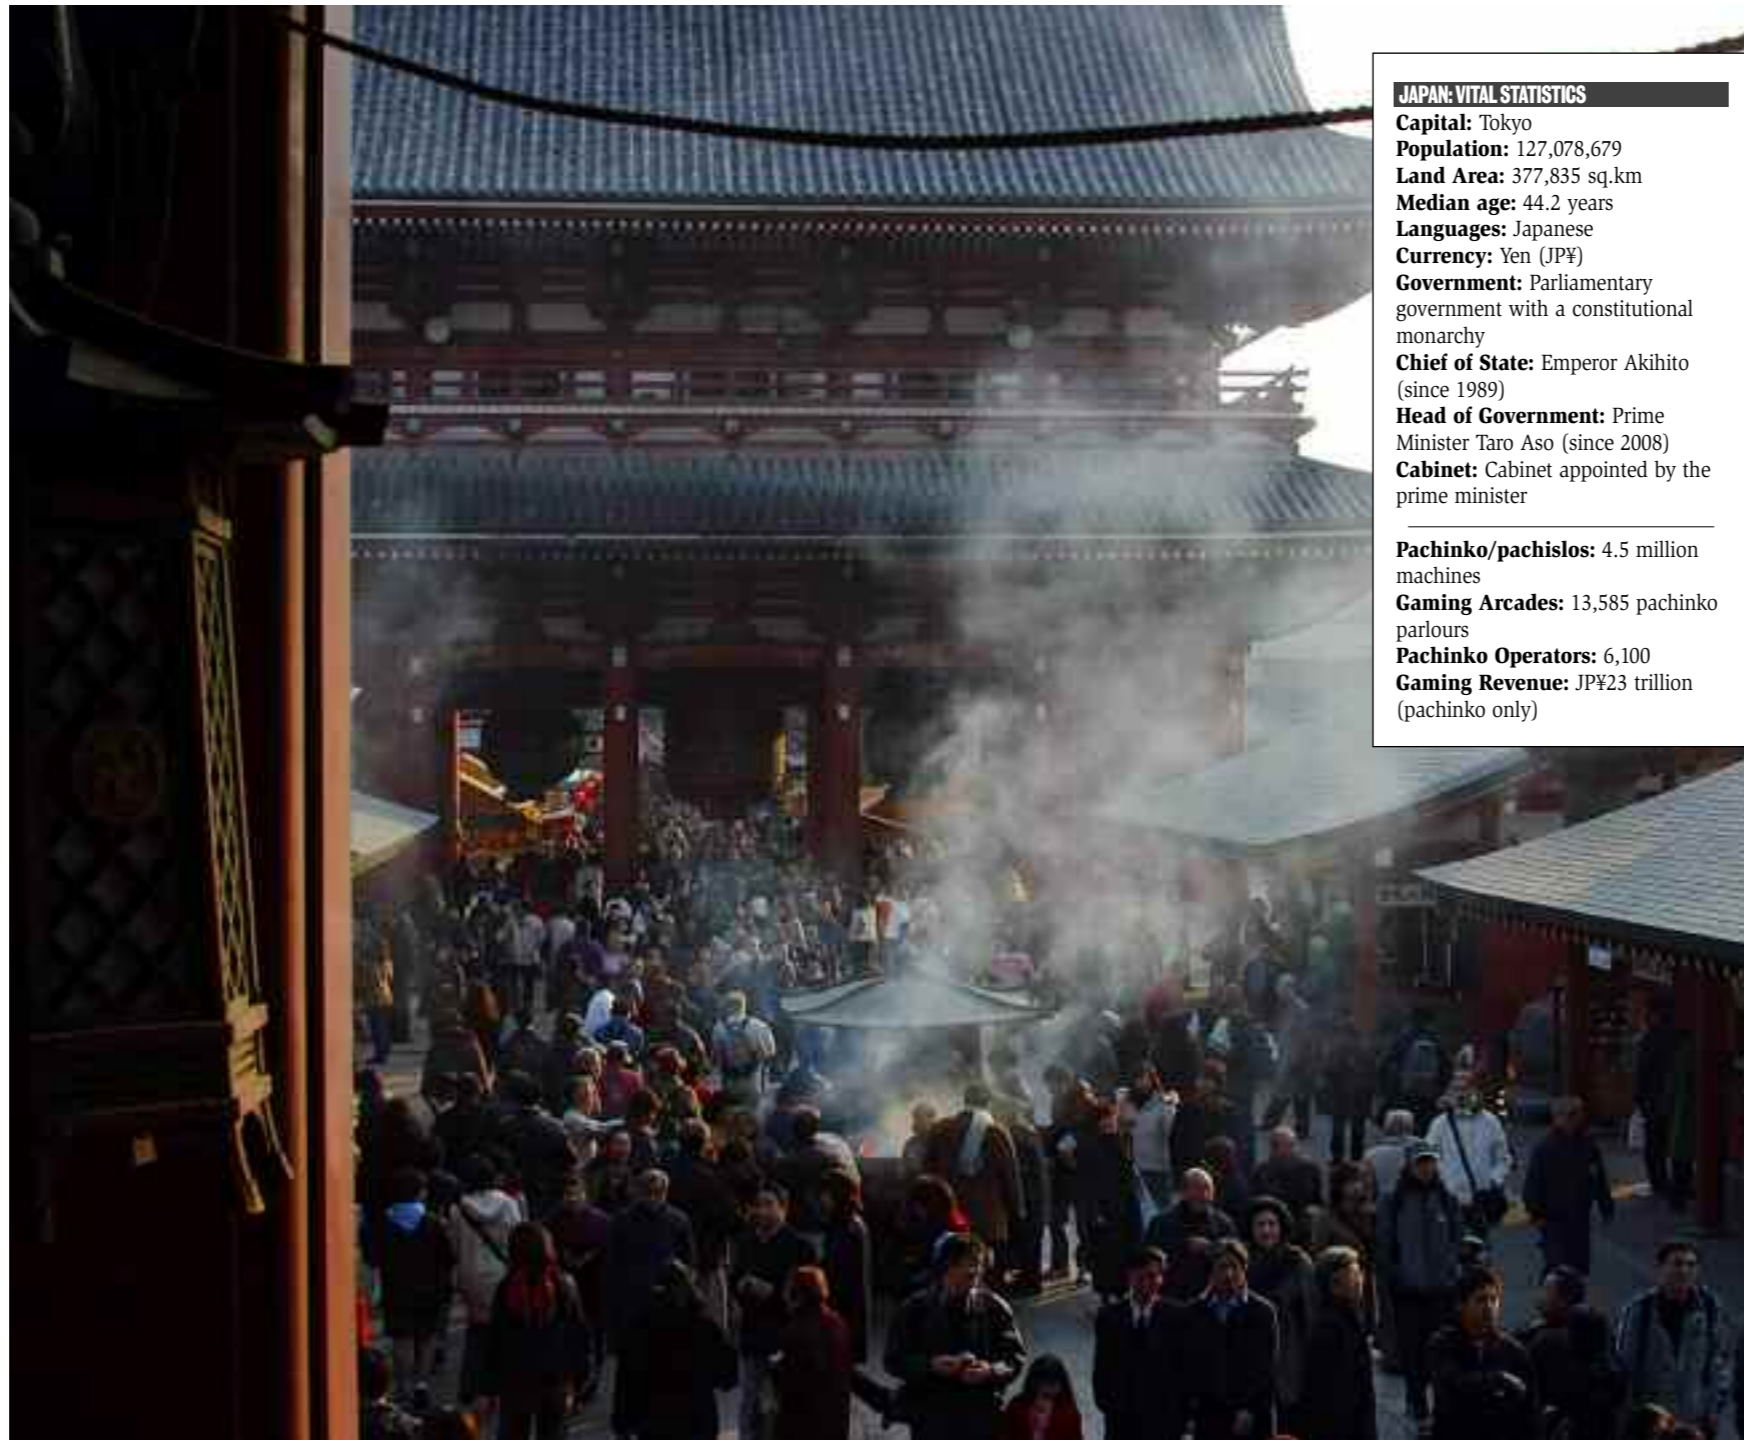 JAPAN: VITAL STATISTICS
Capital: Tokyo
Population: 127,078,679
Land Area: 377,835 sq.km
Median age: 44.2 years
Languages: Japanese
Currency: Yen (JP¥)
Government: Parliamentary
government with a constitutional
monarchy
Chief of State: Emperor Akihito
(since 1989)
Head of Government: Prime
Minister Taro Aso (since 2008)
Cabinet: Cabinet appointed by the
prime minister
Pachinko/pachislos: 4.5 million
machines
Gaming Arcades: 13,585 pachinko
parlours
Pachinko Operators: 6,100
Gaming Revenue: JP¥23 trillion
(pachinko only)